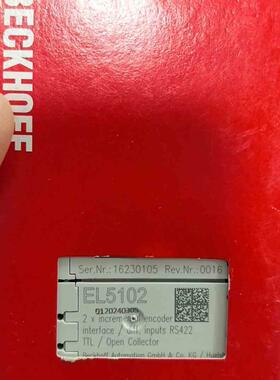 BECKHOFF
Ser.Nr.:16230105 Rev.Nr.:0016
EL5102
0120240305
2 x incremental encoder
interface / diff. inputs RS422
TTL / Open Collector
Beckhoff Automation GmbH & Co. KG /